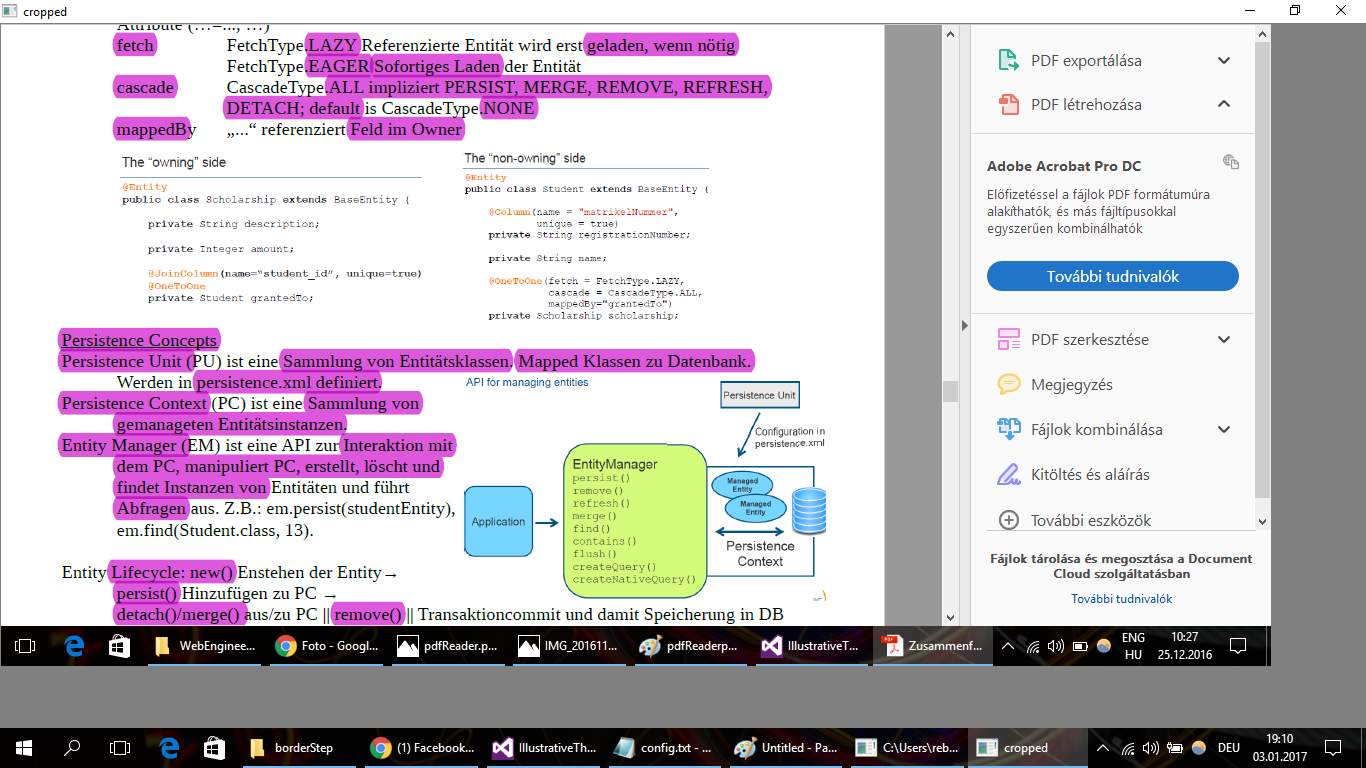 cropped
Attribute (…=..., …)
fetch FetchType.LAZY Referenzierte Entität wird erst geladen, wenn nötig
FetchType.EAGER Sofortiges Laden der Entität
cascade CascadeType.ALL impliziert PERSIST, MERGE, REMOVE, REFRESH,
DETACH; default is CascadeType.NONE
mappedBy „...“ referenziert Feld im Owner
The “owning” side
@Entity
public class Scholarship extends BaseEntity {
private String description;
private Integer amount;
@JoinColumn(name=“student_id”, unique=true)
@OneToOne
private Student grantedTo;
The “non-owning” side
@Entity
public class Student extends BaseEntity {
@Column(name = "matrikelNummer",
unique = true)
private String registrationNumber;
private String name;
@OneToOne(fetch = FetchType.LAZY,
cascade = CascadeType.ALL,
mappedBy="grantedTo")
private Scholarship scholarship;
Persistence Concepts
Persistence Unit (PU) ist eine Sammlung von Entitätsklassen. Mapped Klassen zu Datenbank.
Werden in persistence.xml definiert.
Persistence Context (PC) ist eine Sammlung von
gemanageten Entitätsinstanzen.
Entity Manager (EM) ist eine API zur Interaktion mit
dem PC, manipuliert PC, erstellt, löscht und
findet Instanzen von Entitäten und führt
Abfragen aus. Z.B.: em.persist(studentEntity),
em.find(Student.class, 13).
API for managing entities
Persistence Unit
Configuration in
persistence.xml
Application
EntityManager
persist()
remove()
refresh()
merge()
find()
contains()
flush()
createQuery()
createNativeQuery()
Managed
Entity
Managed
Entity
Persistence
Context
Entity Lifecycle: new() Enstehen der Entity→
persist() Hinzufügen zu PC →
detach()/merge() aus/zu PC || remove() || Transaktioncommit und damit Speicherung in DB
PDF exportálása
PDF létrehozása
Adobe Acrobat Pro DC
Előfizetéssel a fájlok PDF formátumúra
alakíthatók, és más fájltípusokkal
egyszerűen kombinálhatók
További tudnivalók
PDF szerkesztése
Megjegyzés
Fájlok kombinálása
Kitöltés és aláírás
További eszközök
Fájlok tárolása és megosztása a Document
Cloud szolgáltatásban
További tudnivalók
WebEnginee...
Foto - Googl...
pdfReader.p...
IMG_201611...
pdfReaderp...
IllustrativeT...
Zusammenf...
ENG
HU
10:27
25.12.2016
borderStep
(1) Facebook...
IllustrativeTh...
config.txt - ...
Untitled - Pa...
C:\Users\reb...
cropped
DEU
19:10
03.01.2017